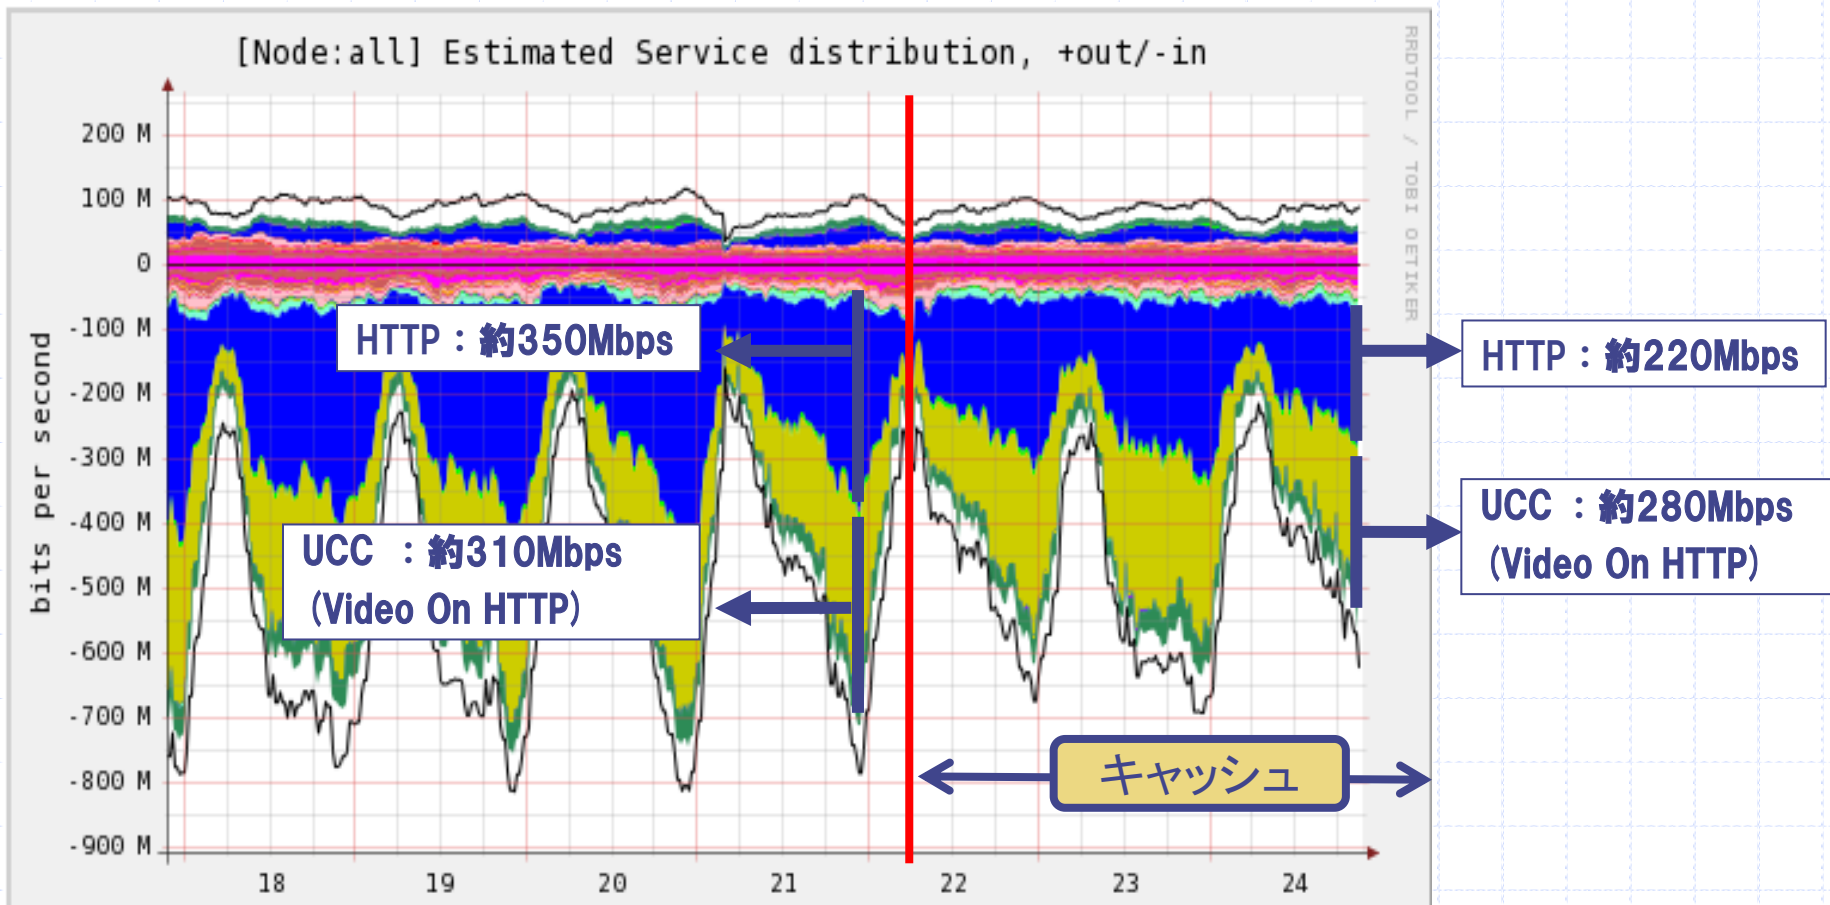 [Node:all] Estimated Service distribution, +out/-in
RRDTOOL / TOBI OETIKER
bits per second
200 M
100 M
0
-100 M
-200 M
-300 M
-400 M
-500 M
-600 M
-700 M
-800 M
-900 M
HTTP：約350Mbps
UCC ：約310Mbps
(Video On HTTP)
HTTP：約220Mbps
UCC ：約280Mbps
(Video On HTTP)
キャッシュ
18 19 20 21 22 23 24